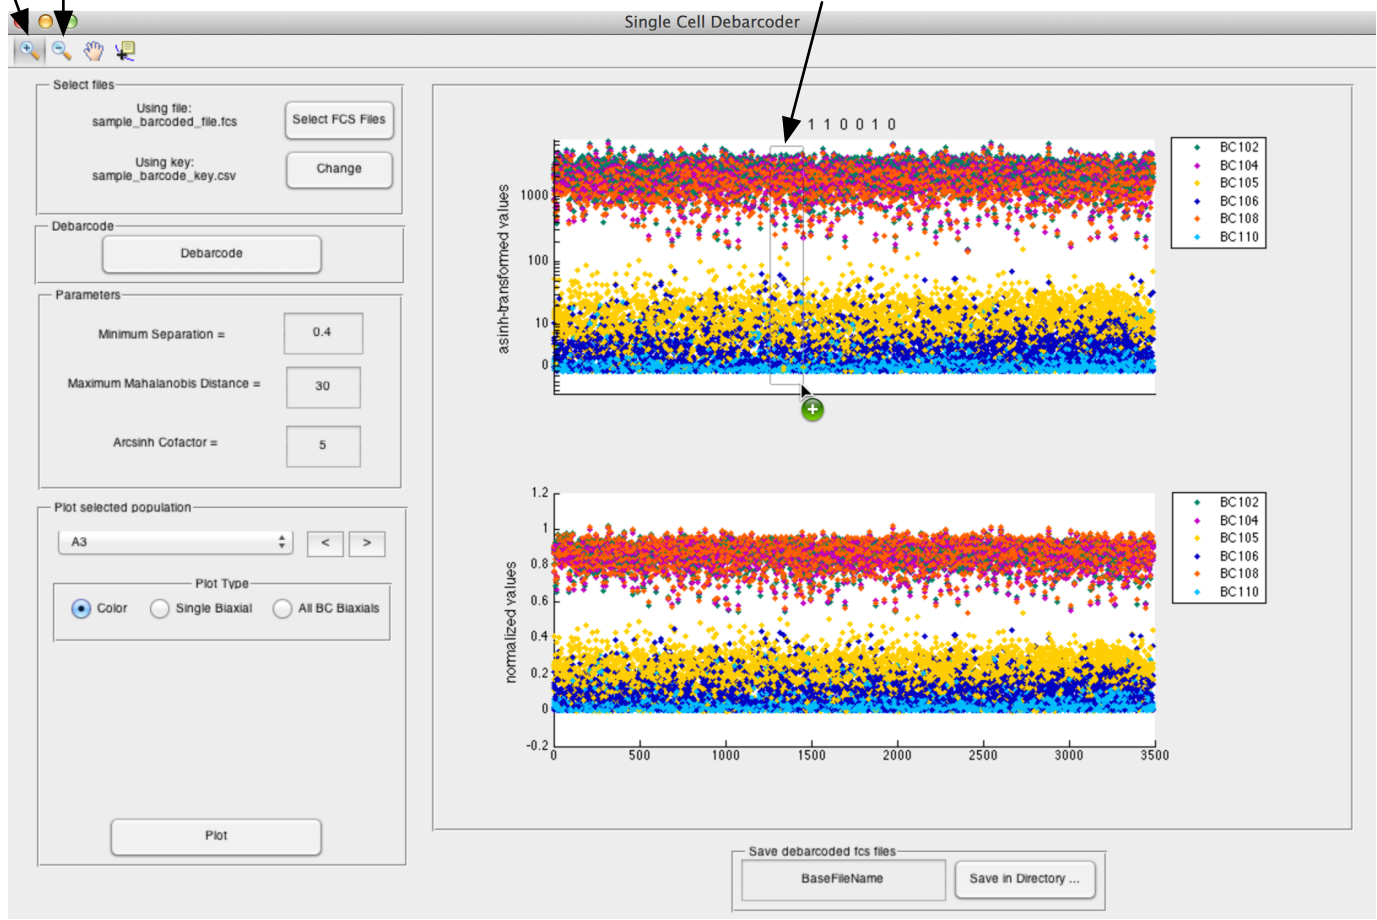 Single Cell Debarcoder
Select files
Using file:
sample_barcoded_file.fcs
Select FCS Files
Using key:
sample_barcode_key.csv
Change
Debarcode
Debarcode
Parameters
Minimum Separation =
0.4
Maximum Mahalanobis Distance =
30
Arcsinh Cofactor =
5
Plot selected population
A3
<
>
Plot Type
Color
Single Biaxial
All BC Biaxials
Plot
1 1 0 0 1 0
asinh-transformed values
1000
100
10
0
BC102
BC104
BC105
BC106
BC108
BC110
normalized values
1.2
1
0.8
0.6
0.4
0.2
0
-0.2
0 500 1000 1500 2000 2500 3000 3500
BC102
BC104
BC105
BC106
BC108
BC110
Save debarcoded fcs files
BaseFileName
Save in Directory ...